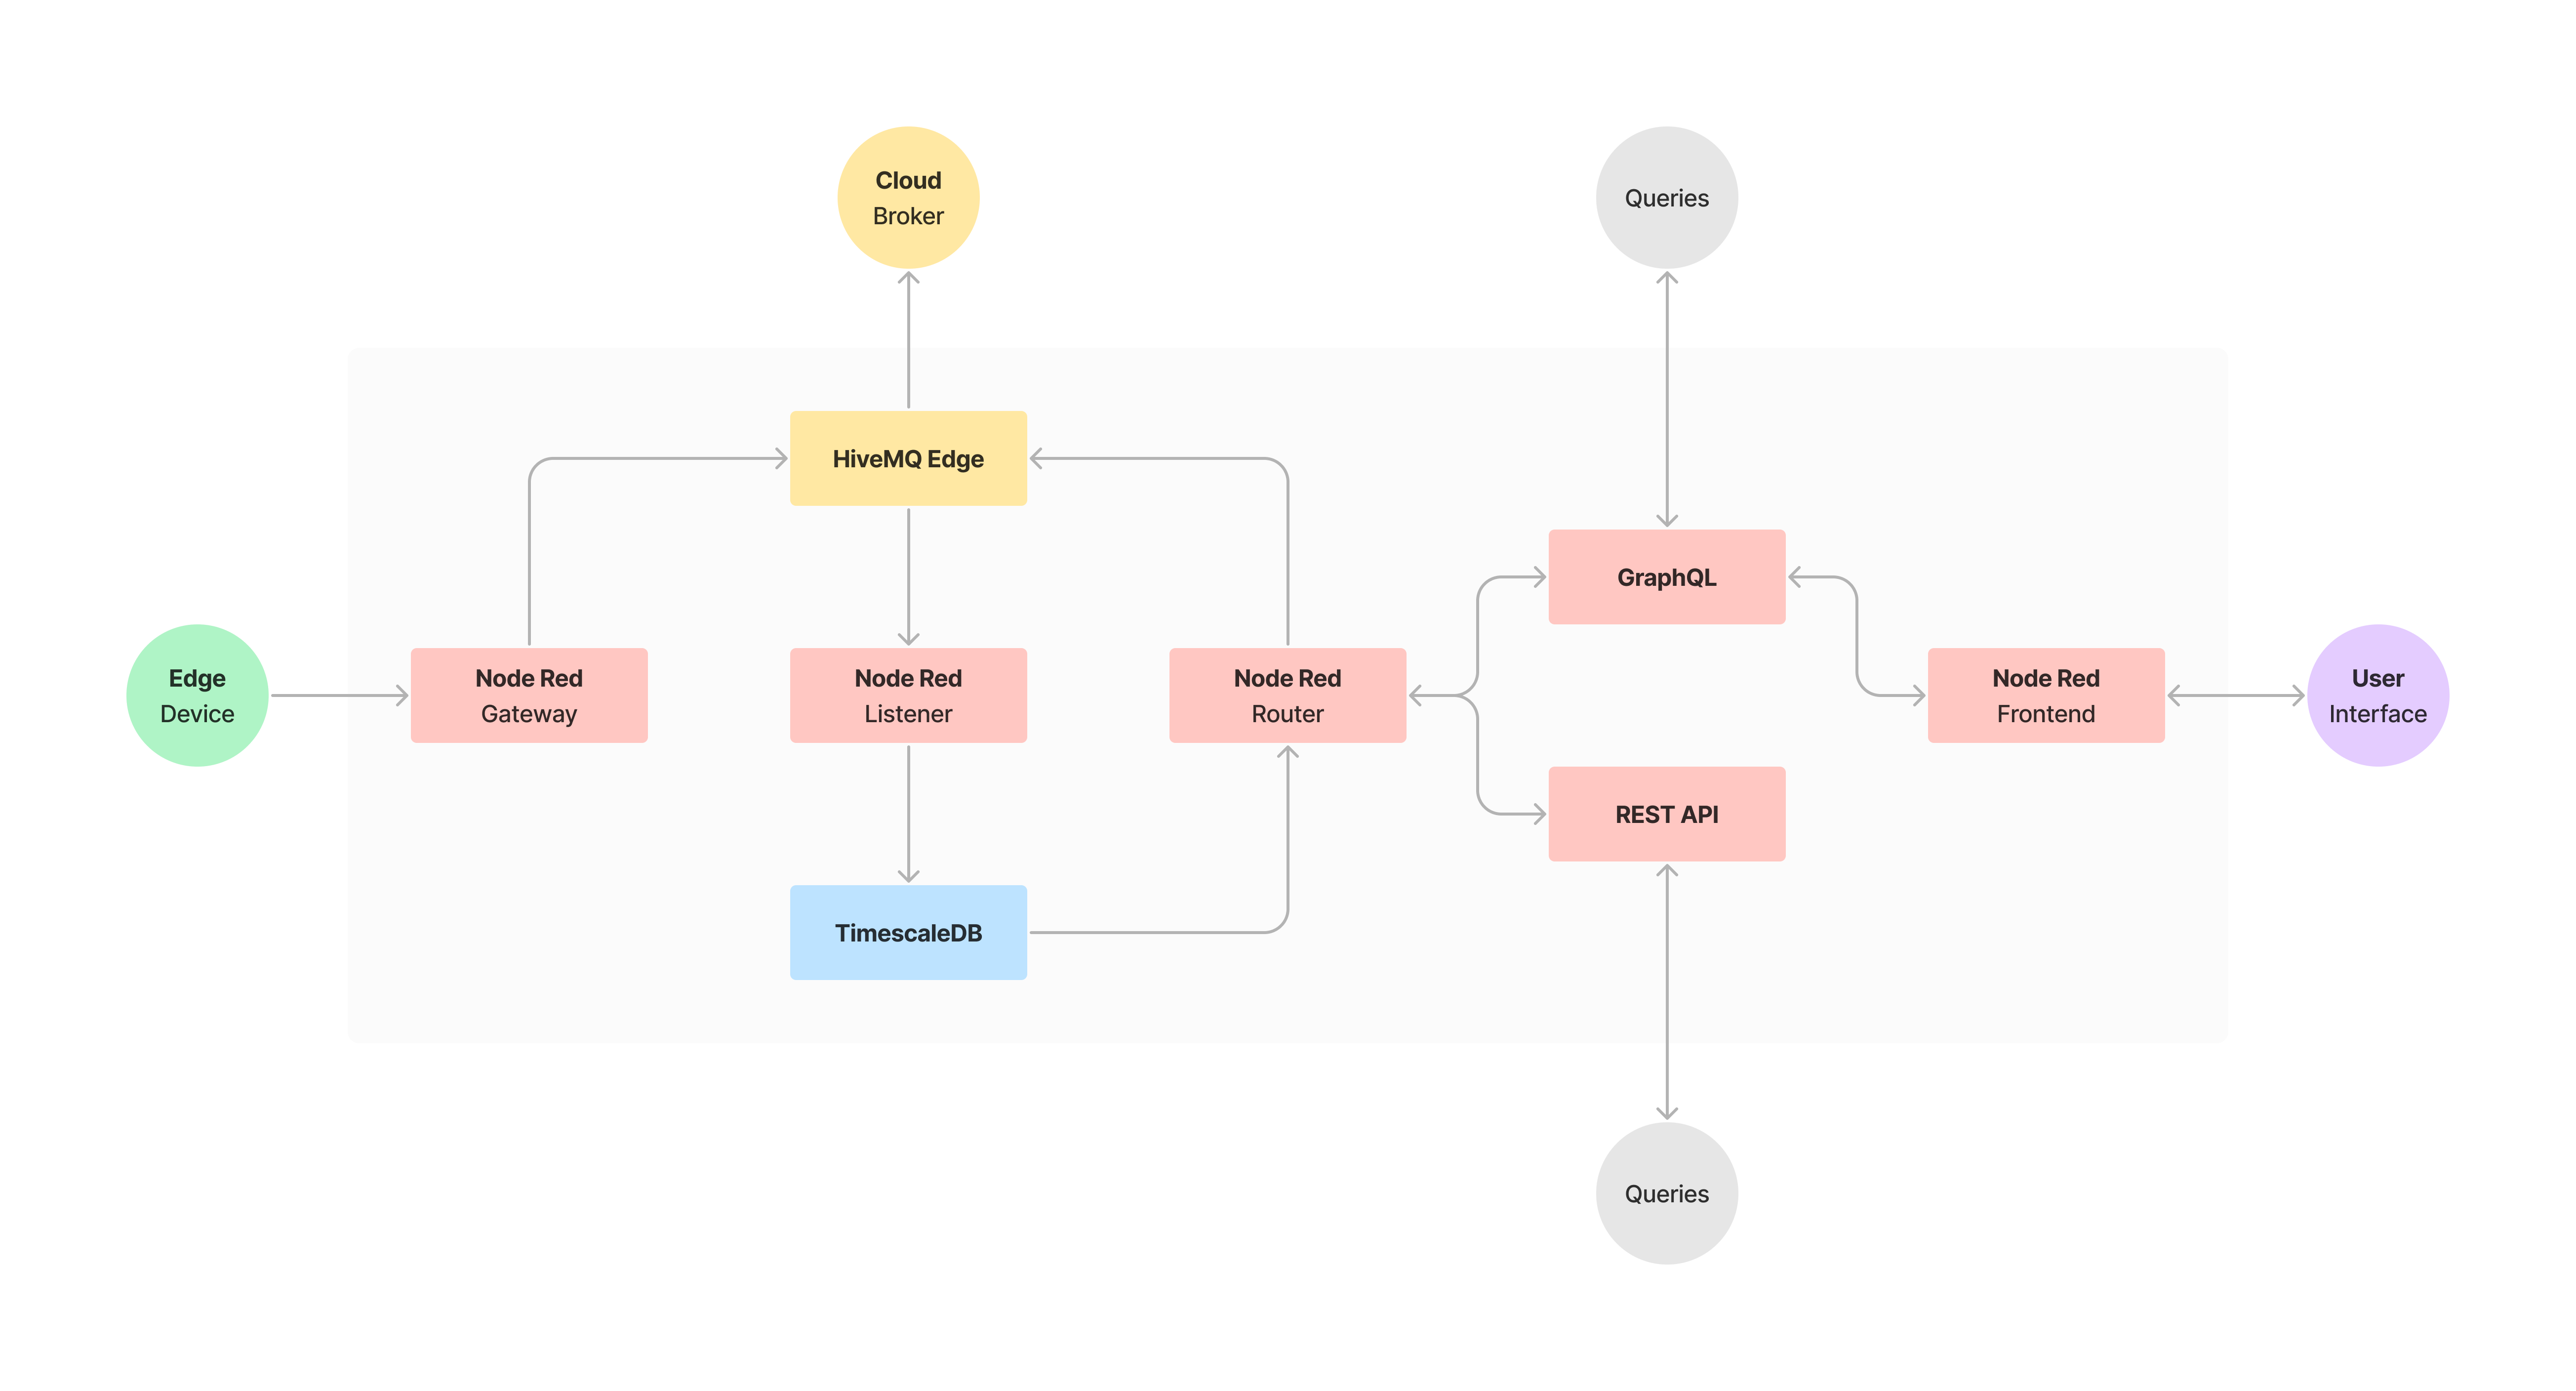 Cloud
Broker
Queries
HiveMQ Edge
GraphQL
Edge
Device
Node Red
Gateway
Node Red
Listener
Node Red
Router
Node Red
Frontend
User
Interface
REST API
TimescaleDB
Queries